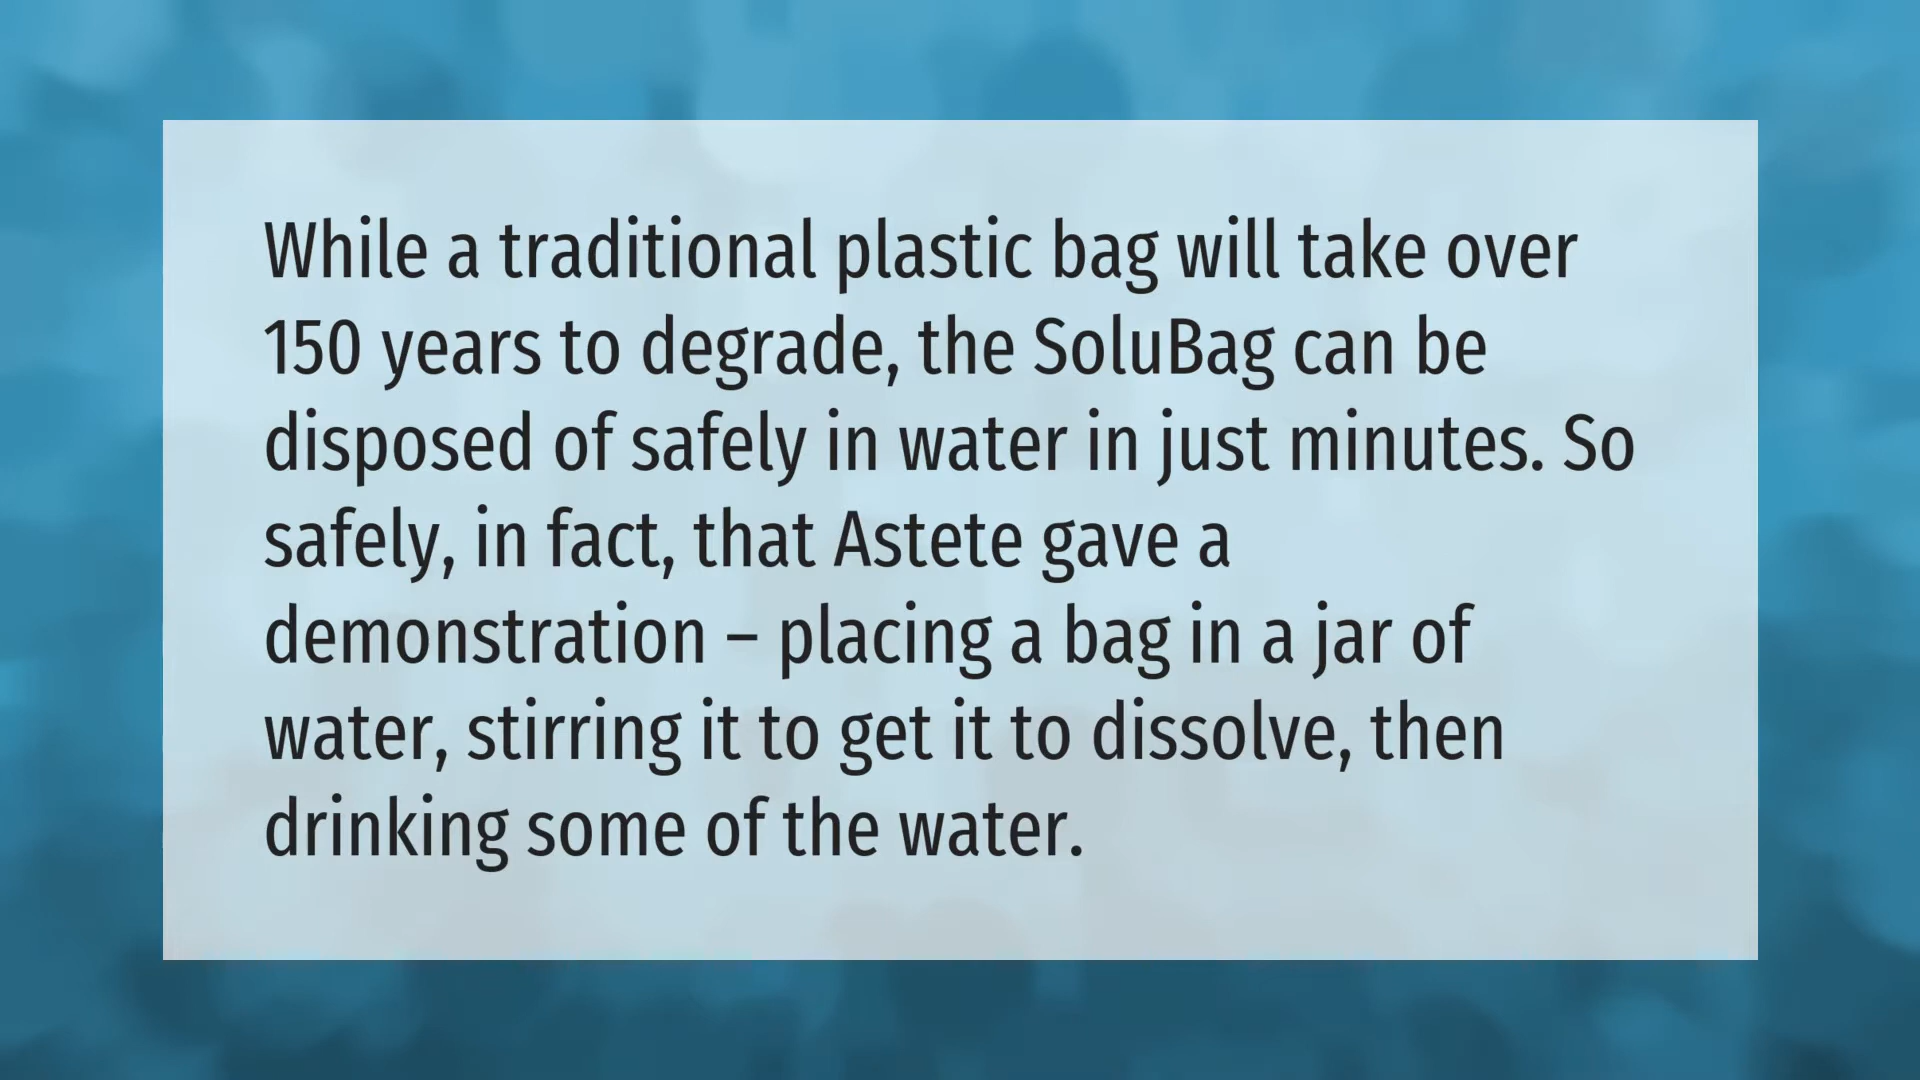 While a traditional plastic bag will take over
150 years to degrade, the SoluBag can be
disposed of safely in water in just minutes. So
safely, in fact, that Astete gave a
demonstration – placing a bag in a jar of
water, stirring it to get it to dissolve, then
drinking some of the water.